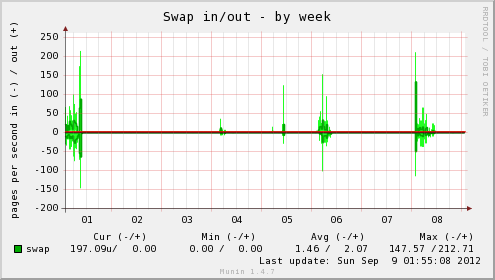 Swap in/out - by week
RRDTOOL / TOBI OETIKER
pages per second in (-) / out (+)
250
200
150
100
50
0
-50
-100
-150
-200
01 02 03 04 05 06 07 08
Cur (-/+) Min (-/+) Avg (-/+) Max (-/+)
swap 197.09u/ 0.00 0.00 / 0.00 1.46 / 2.07 147.57 /212.71
Last update: Sun Sep 9 01:55:08 2012
Munin 1.4.7